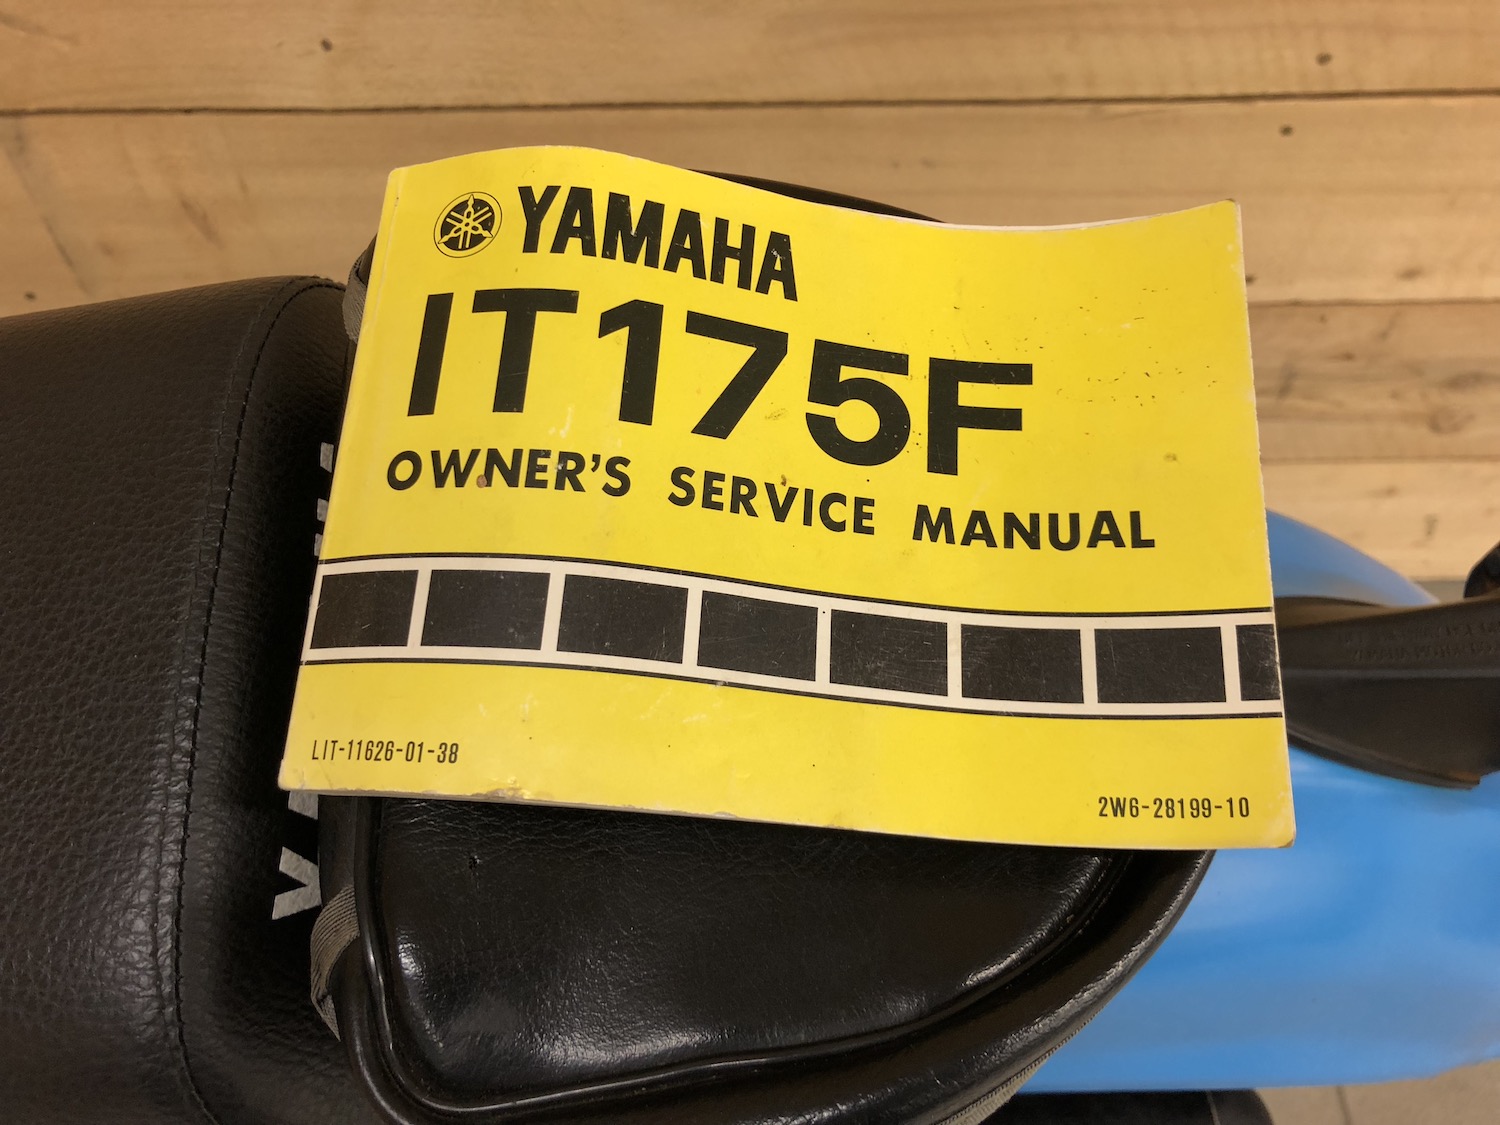 YAMAHA
IT175F
OWNER'S SERVICE MANUAL
LIT-11626-01-38
2W6-28199-10